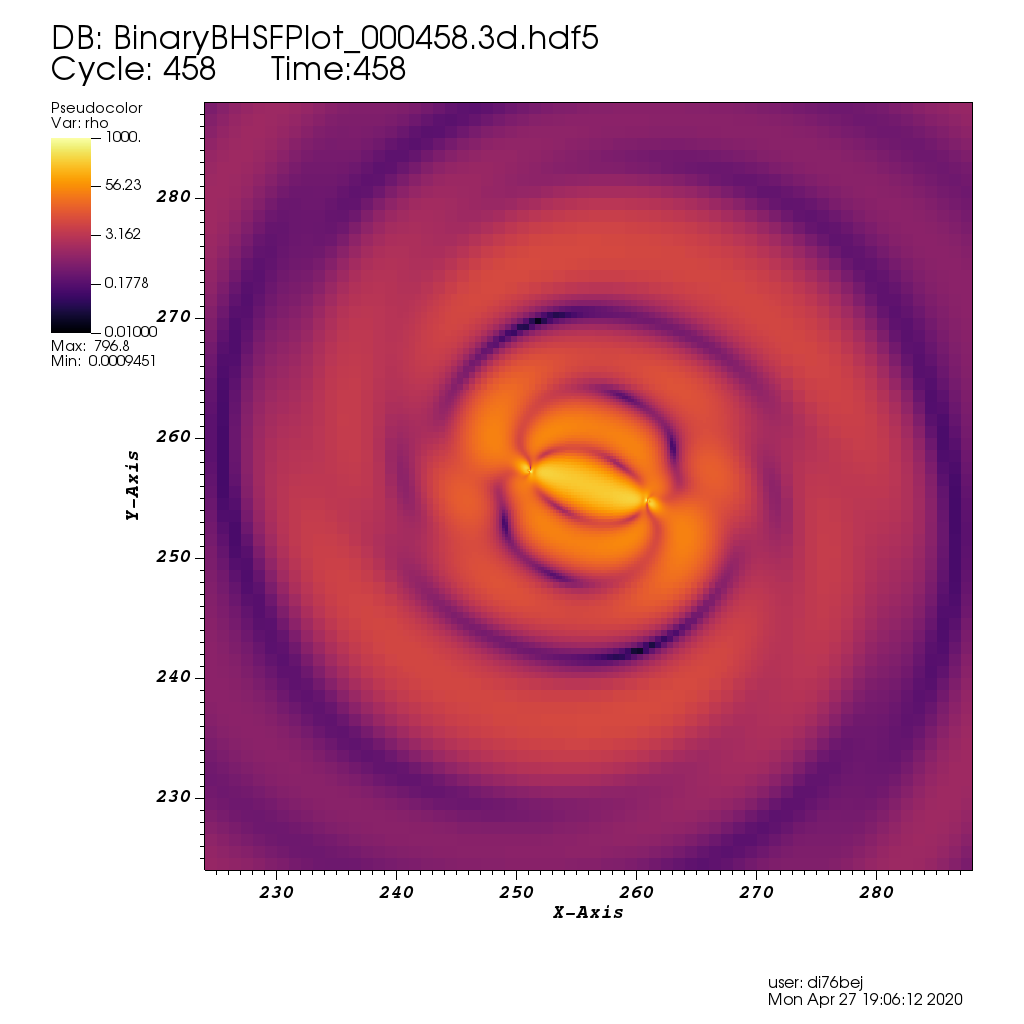 DB: BinaryBHSFPlot_000458.3d.hdf5
Cycle: 458 Time:458
Pseudocolor
Var: rho
1000.
56.23
3.162
0.1778
0.01000
Max: 796.8
Min: 0.0009451
280
270
260
250
240
230
Y-Axis
230 240 250 260 270 280
X-Axis
user: di76bej
Mon Apr 27 19:06:12 2020